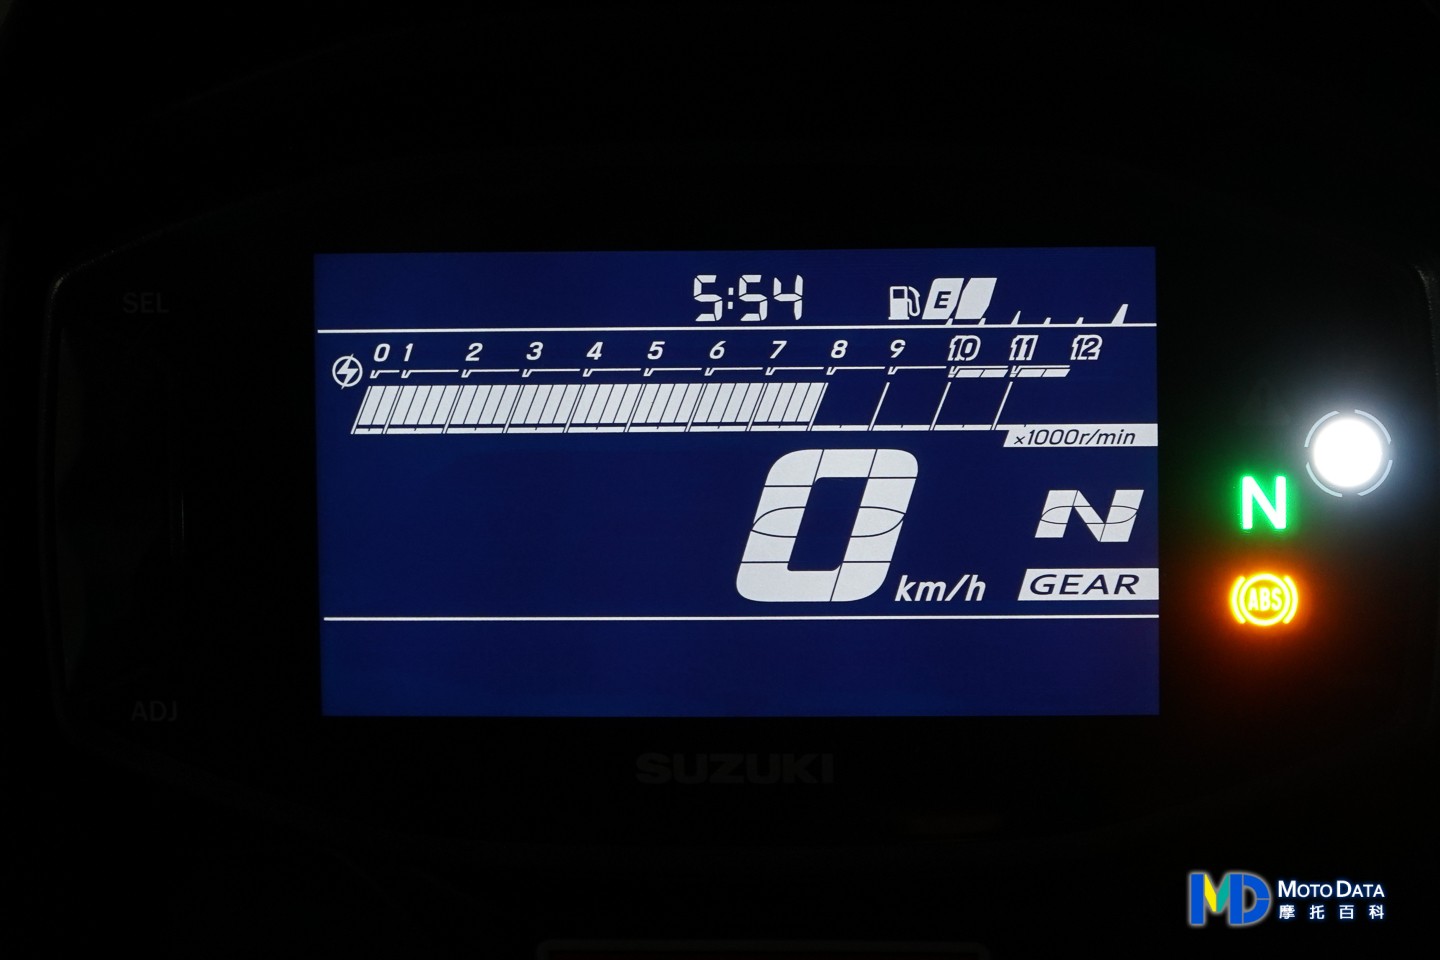 SEL
5:54
E
0 1 2 3 4 5 6 7 8 9 10 11 12
×1000r/min
0 km/h
N
GEAR
N
ABS
ADJ
SUZUKI
MD MOTO DATA
摩托百科